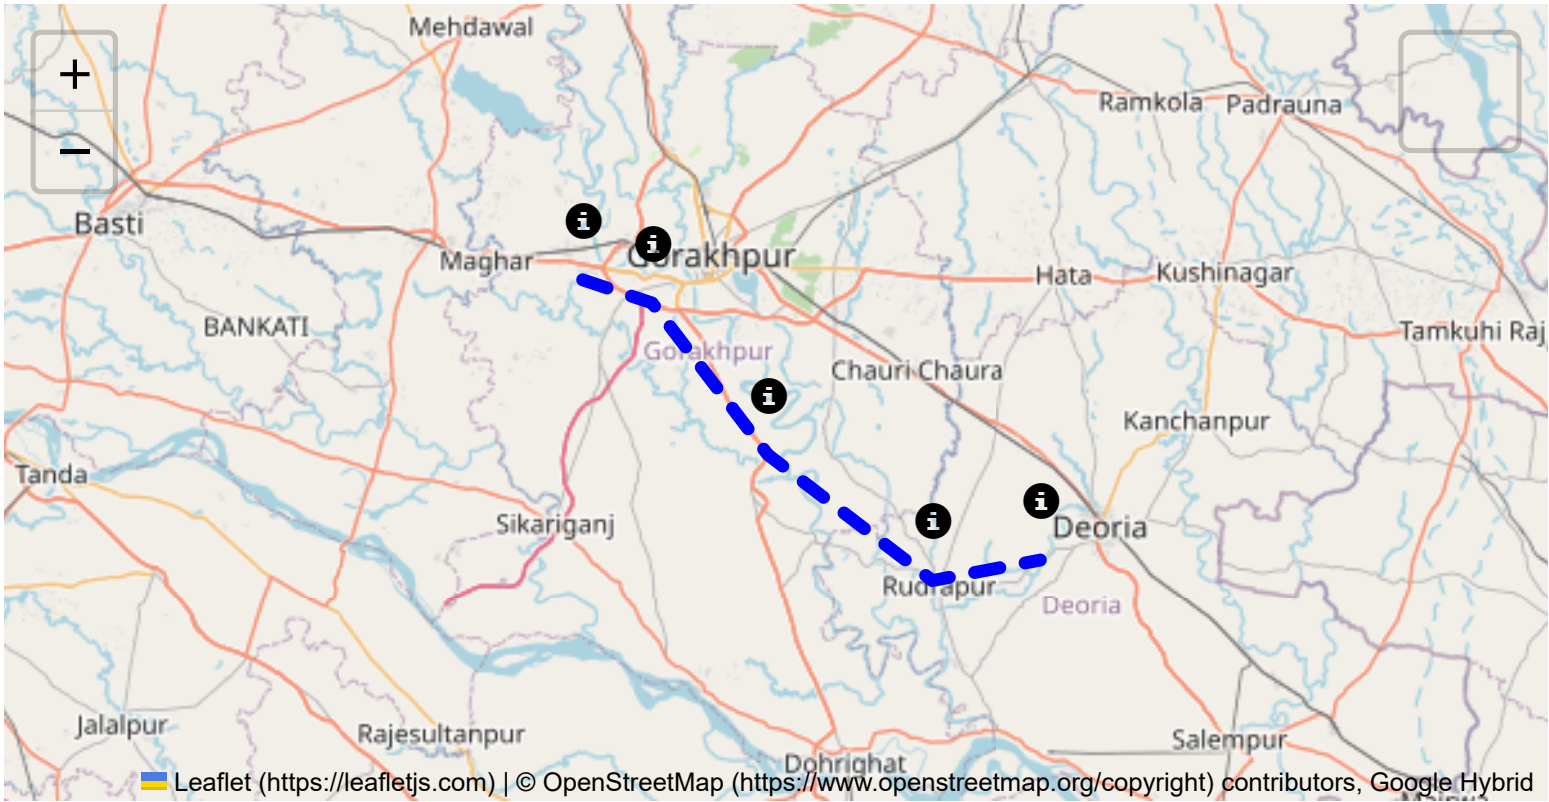 Mehdawal
+
Ramkola
Padrauna
−
Basti
Gorakhpur
Maghar
Hata
Kushinagar
BANKATI
Tamkuhi Raj
Gorakhpur
Chauri Chaura
Kanchanpur
Tanda
Sikariganj
Deoria
Rudrapur
Deoria
Jalalpur
Rajesultanpur
Salempur
Dohrighat
Leaflet (https://leafletjs.com) | © OpenStreetMap (https://www.openstreetmap.org/copyright) contributors, Google Hybrid